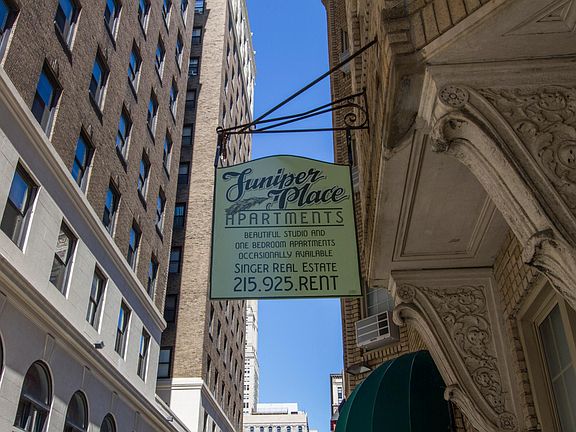 Juniper
Place
APARTMENTS
BEAUTIFUL STUDIO AND
ONE BEDROOM APARTMENTS
OCCASIONALLY AVAILABLE
SINGER REAL ESTATE
215.925.RENT